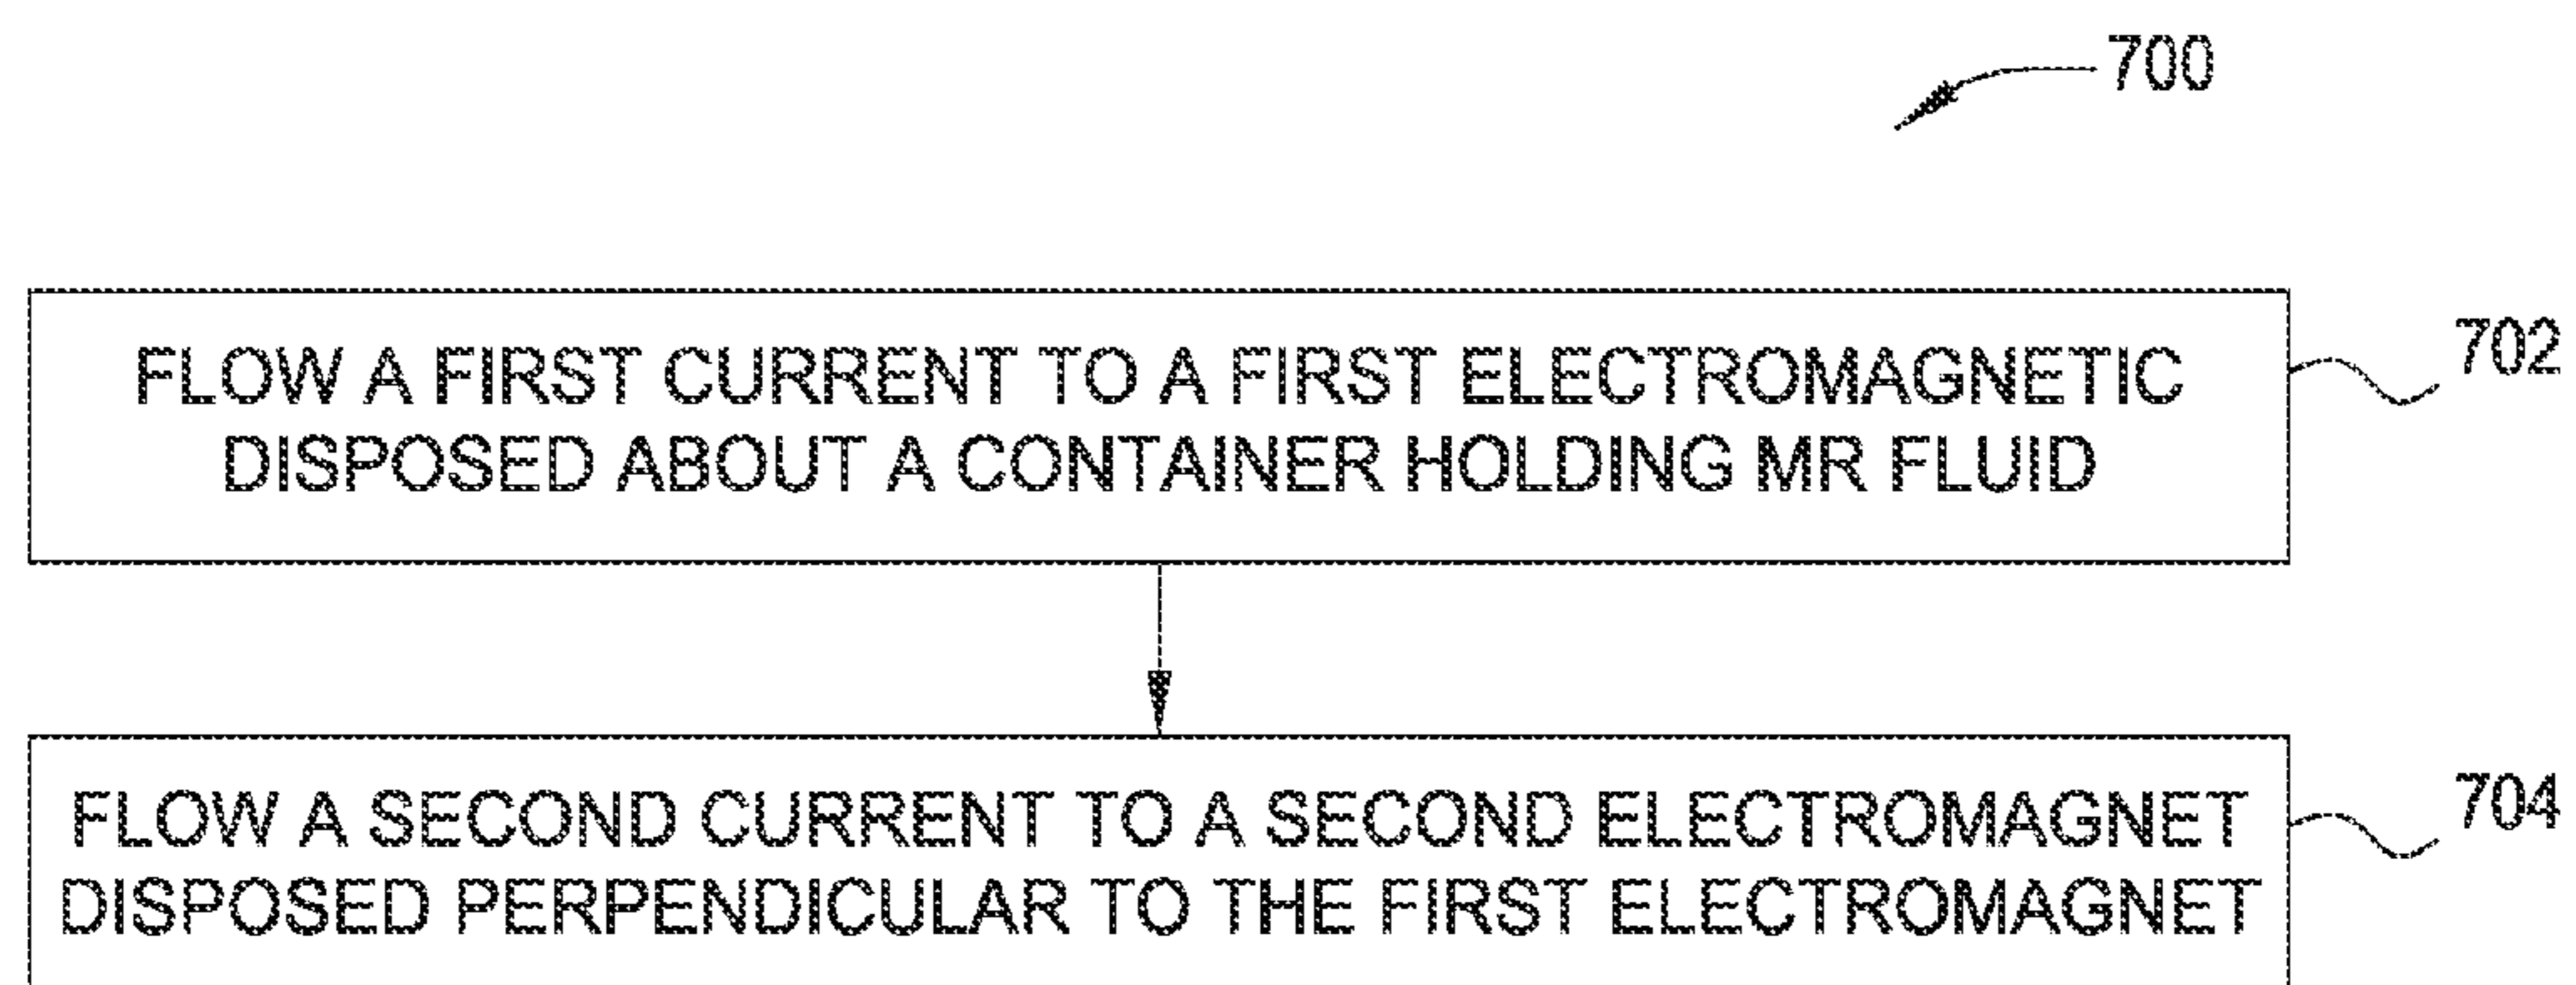 700
FLOW A FIRST CURRENT TO A FIRST ELECTROMAGNETIC
DISPOSED ABOUT A CONTAINER HOLDING MR FLUID
702
FLOW A SECOND CURRENT TO A SECOND ELECTROMAGNET
DISPOSED PERPENDICULAR TO THE FIRST ELECTROMAGNET
704